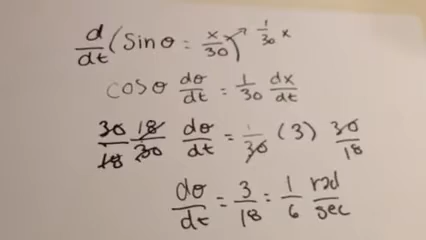 d/dt (sin θ = x/30) → 1/30 x
cos θ dθ/dt = 1/30 dx/dt
30/18 18/30 dθ/dt = 1/30 (3) 30/18
dθ/dt = 3/18 = 1/6 rad/sec